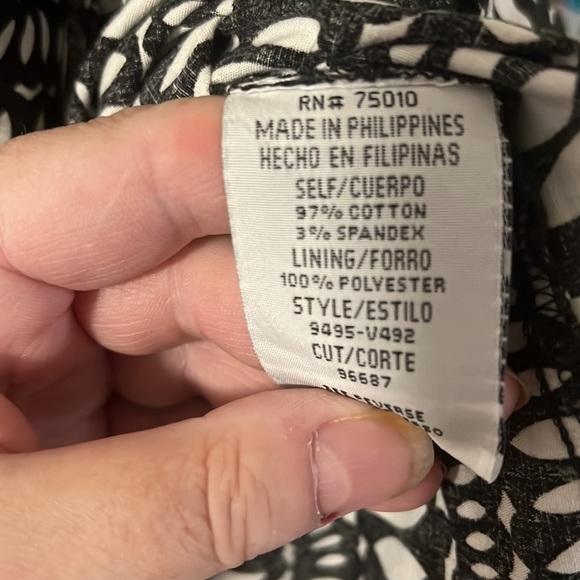 RN# 75010
MADE IN PHILIPPINES
HECHO EN FILIPINAS
SELF/CUERPO
97% COTTON
3% SPANDEX
LINING/FORRO
100% POLYESTER
STYLE/ESTILO
9495-V492
CUT/CORTE
96687
REVERSE